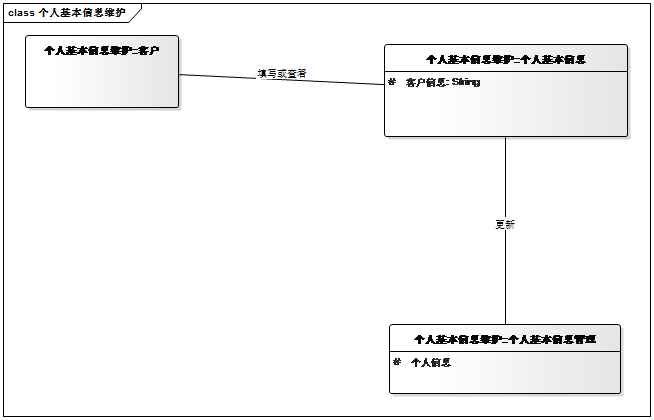 class 个人基本信息维护
个人基本信息维护::客户
个人基本信息维护::个人基本信息
填写或查看
# 客户信息: String
更新
个人基本信息维护::个人基本信息管理
# 个人信息